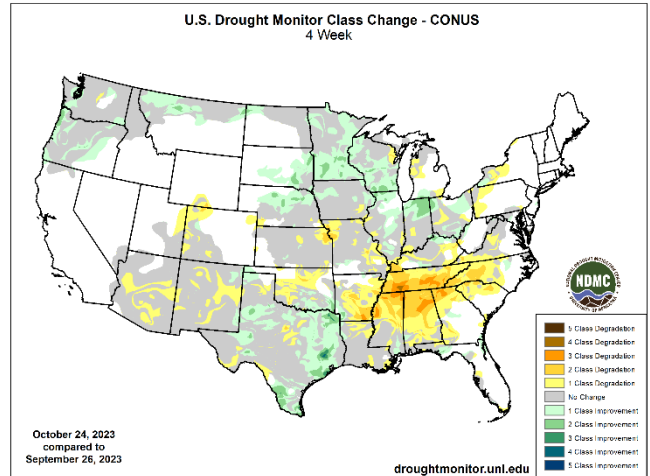 U.S. Drought Monitor Class Change - CONUS
4 Week
NDMC
5 Class Degradation
4 Class Degradation
3 Class Degradation
2 Class Degradation
1 Class Degradation
No Change
1 Class Improvement
2 Class Improvement
3 Class Improvement
4 Class Improvement
5 Class Improvement
October 24, 2023
compared to
September 26, 2023
droughtmonitor.unl.edu